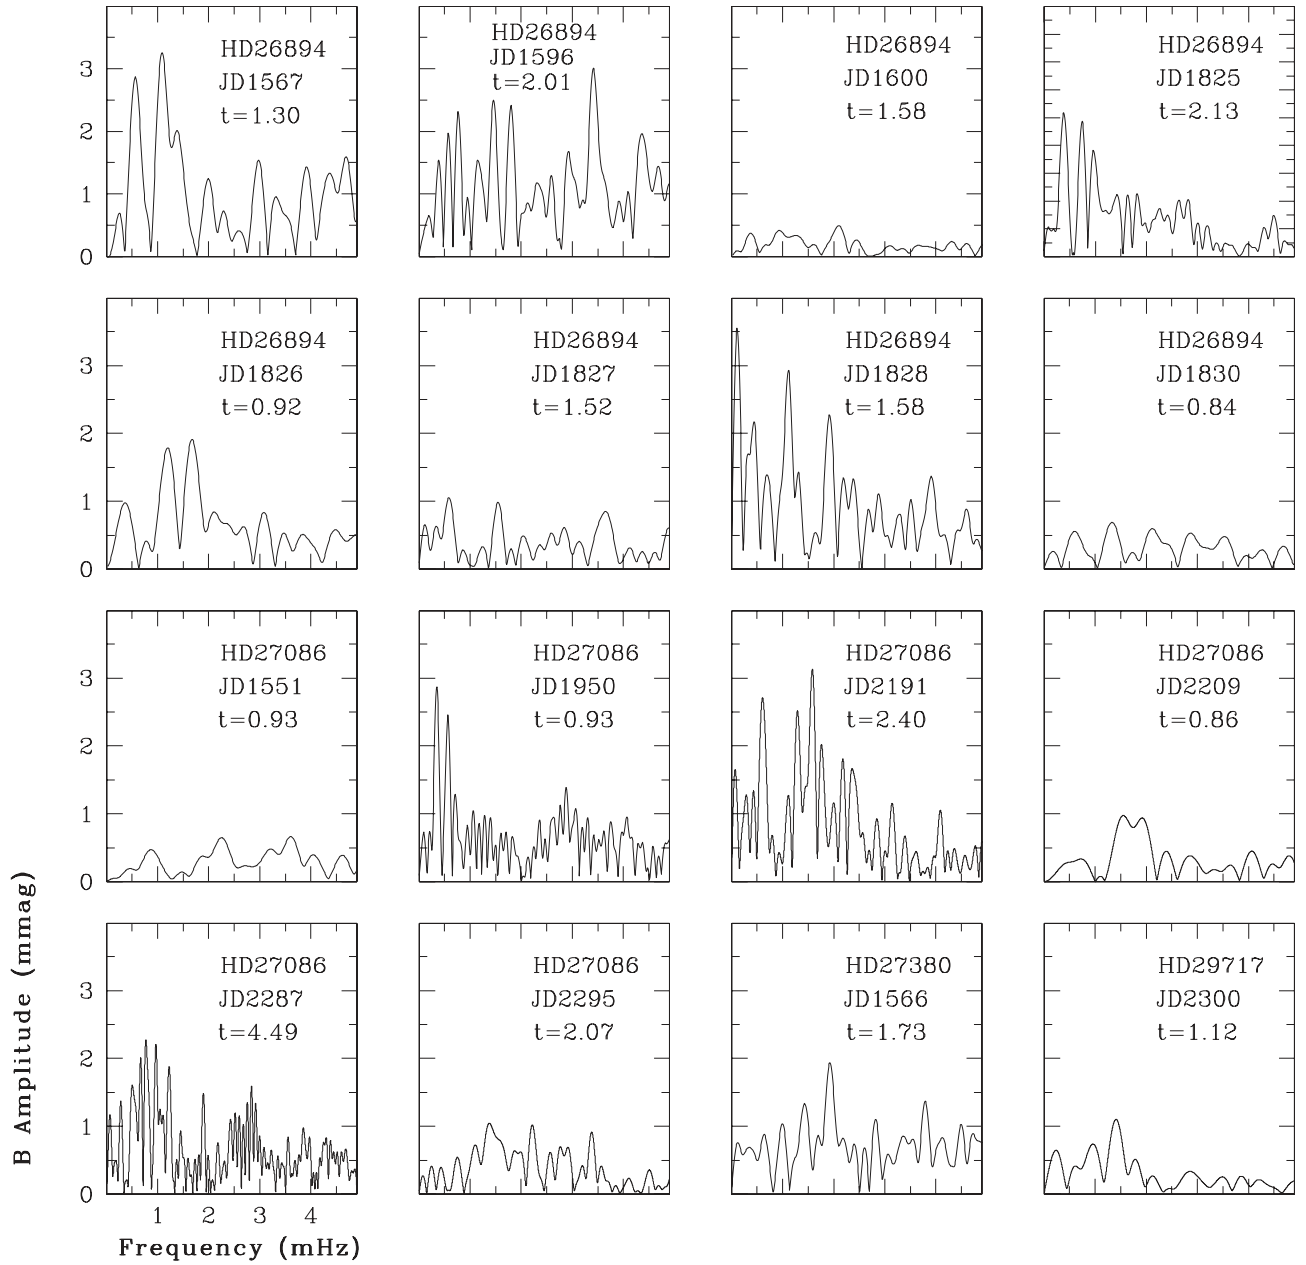 HD26894
JD1567
t=1.30
HD26894
JD1596
t=2.01
HD26894
JD1600
t=1.58
HD26894
JD1825
t=2.13
3
2
1
0
HD26894
JD1826
t=0.92
HD26894
JD1827
t=1.52
HD26894
JD1828
t=1.58
HD26894
JD1830
t=0.84
3
2
1
0
HD27086
JD1551
t=0.93
HD27086
JD1950
t=0.93
HD27086
JD2191
t=2.40
HD27086
JD2209
t=0.86
3
2
1
0
HD27086
JD2287
t=4.49
HD27086
JD2295
t=2.07
HD27380
JD1566
t=1.73
HD29717
JD2300
t=1.12
3
2
1
0
1 2 3 4
Frequency (mHz)
B Amplitude (mmag)